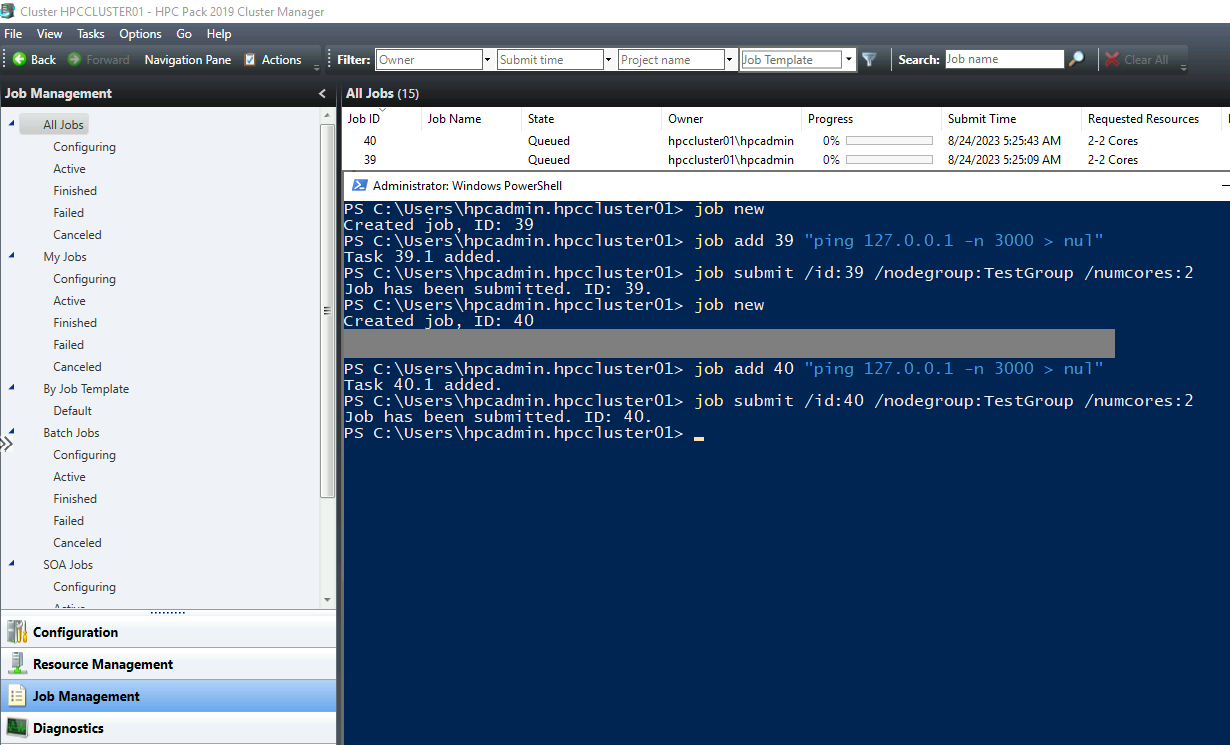 Cluster HPCCLUSTER01 - HPC Pack 2019 Cluster Manager
File View Tasks Options Go Help
Back Forward Navigation Pane Actions Filter: Owner Submit time Project name Job Template Search: Job name Clear All
Job Management
All Jobs
Configuring
Active
Finished
Failed
Canceled
My Jobs
Configuring
Active
Finished
Failed
Canceled
By Job Template
Default
Batch Jobs
Configuring
Active
Finished
Failed
Canceled
SOA Jobs
Configuring
Active
Configuration
Resource Management
Job Management
Diagnostics
All Jobs (15)
Job ID Job Name State Owner Progress Submit Time Requested Resources
40 Queued hpccluster01\hpcadmin 0% 8/24/2023 5:25:43 AM 2-2 Cores
39 Queued hpccluster01\hpcadmin 0% 8/24/2023 5:25:09 AM 2-2 Cores
Administrator: Windows PowerShell
PS C:\Users\hpcadmin.hpccluster01> job new
Created job, ID: 39
PS C:\Users\hpcadmin.hpccluster01> job add 39 "ping 127.0.0.1 -n 3000 > nul"
Task 39.1 added.
PS C:\Users\hpcadmin.hpccluster01> job submit /id:39 /nodegroup:TestGroup /numcores:2
Job has been submitted. ID: 39.
PS C:\Users\hpcadmin.hpccluster01> job new
Created job, ID: 40
PS C:\Users\hpcadmin.hpccluster01> job add 40 "ping 127.0.0.1 -n 3000 > nul"
Task 40.1 added.
PS C:\Users\hpcadmin.hpccluster01> job submit /id:40 /nodegroup:TestGroup /numcores:2
Job has been submitted. ID: 40.
PS C:\Users\hpcadmin.hpccluster01>